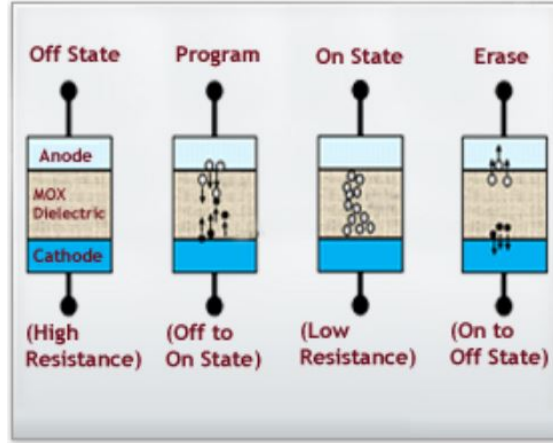 Off State
Program
On State
Erase
Anode
MOX
Dielectric
Cathode
(High
Resistance)
(Off to
On State)
(Low
Resistance)
(On to
Off State)